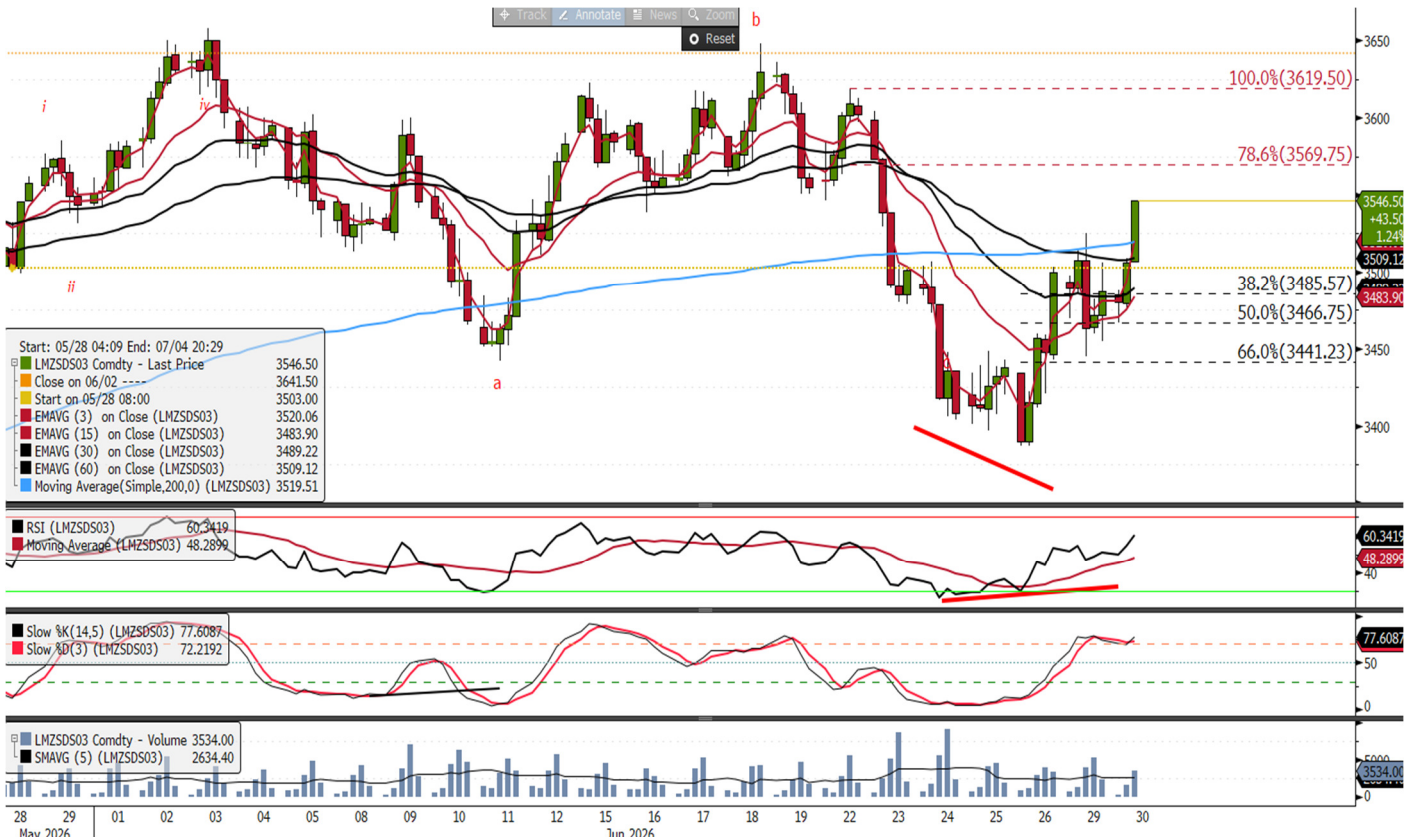 Track Annotate News Zoom
Reset
b
i
iv
ii
a
3650
100.0%(3619.50)
3600
78.6%(3569.75)
3546.50
+43.50
1.24%
3509.12
3500
38.2%(3485.57)
3483.90
50.0%(3466.75)
3450
66.0%(3441.23)
3400
Start: 05/28 04:09 End: 07/04 20:29
LMZSDS03 Comdty - Last Price 3546.50
Close on 06/02 ---- 3641.50
Start on 05/28 08:00 3503.00
EMAVG (3) on Close (LMZSDS03) 3520.06
EMAVG (15) on Close (LMZSDS03) 3483.90
EMAVG (30) on Close (LMZSDS03) 3489.22
EMAVG (60) on Close (LMZSDS03) 3509.12
Moving Average(Simple,200,0) (LMZSDS03) 3519.51
RSI (LMZSDS03) 60.3419
Moving Average (LMZSDS03) 48.2899
60.3419
48.2899
40
Slow %K(14,5) (LMZSDS03) 77.6087
Slow %D(3) (LMZSDS03) 72.2192
77.6087
50
0
LMZSDS03 Comdty - Volume 3534.00
SMAVG (5) (LMZSDS03) 2634.40
5000
3534.00
0
28 29 01 02 03 04 05 08 09 10 11 12 15 16 17 18 19 22 23 24 25 26 29 30
May 2026 Jun 2026